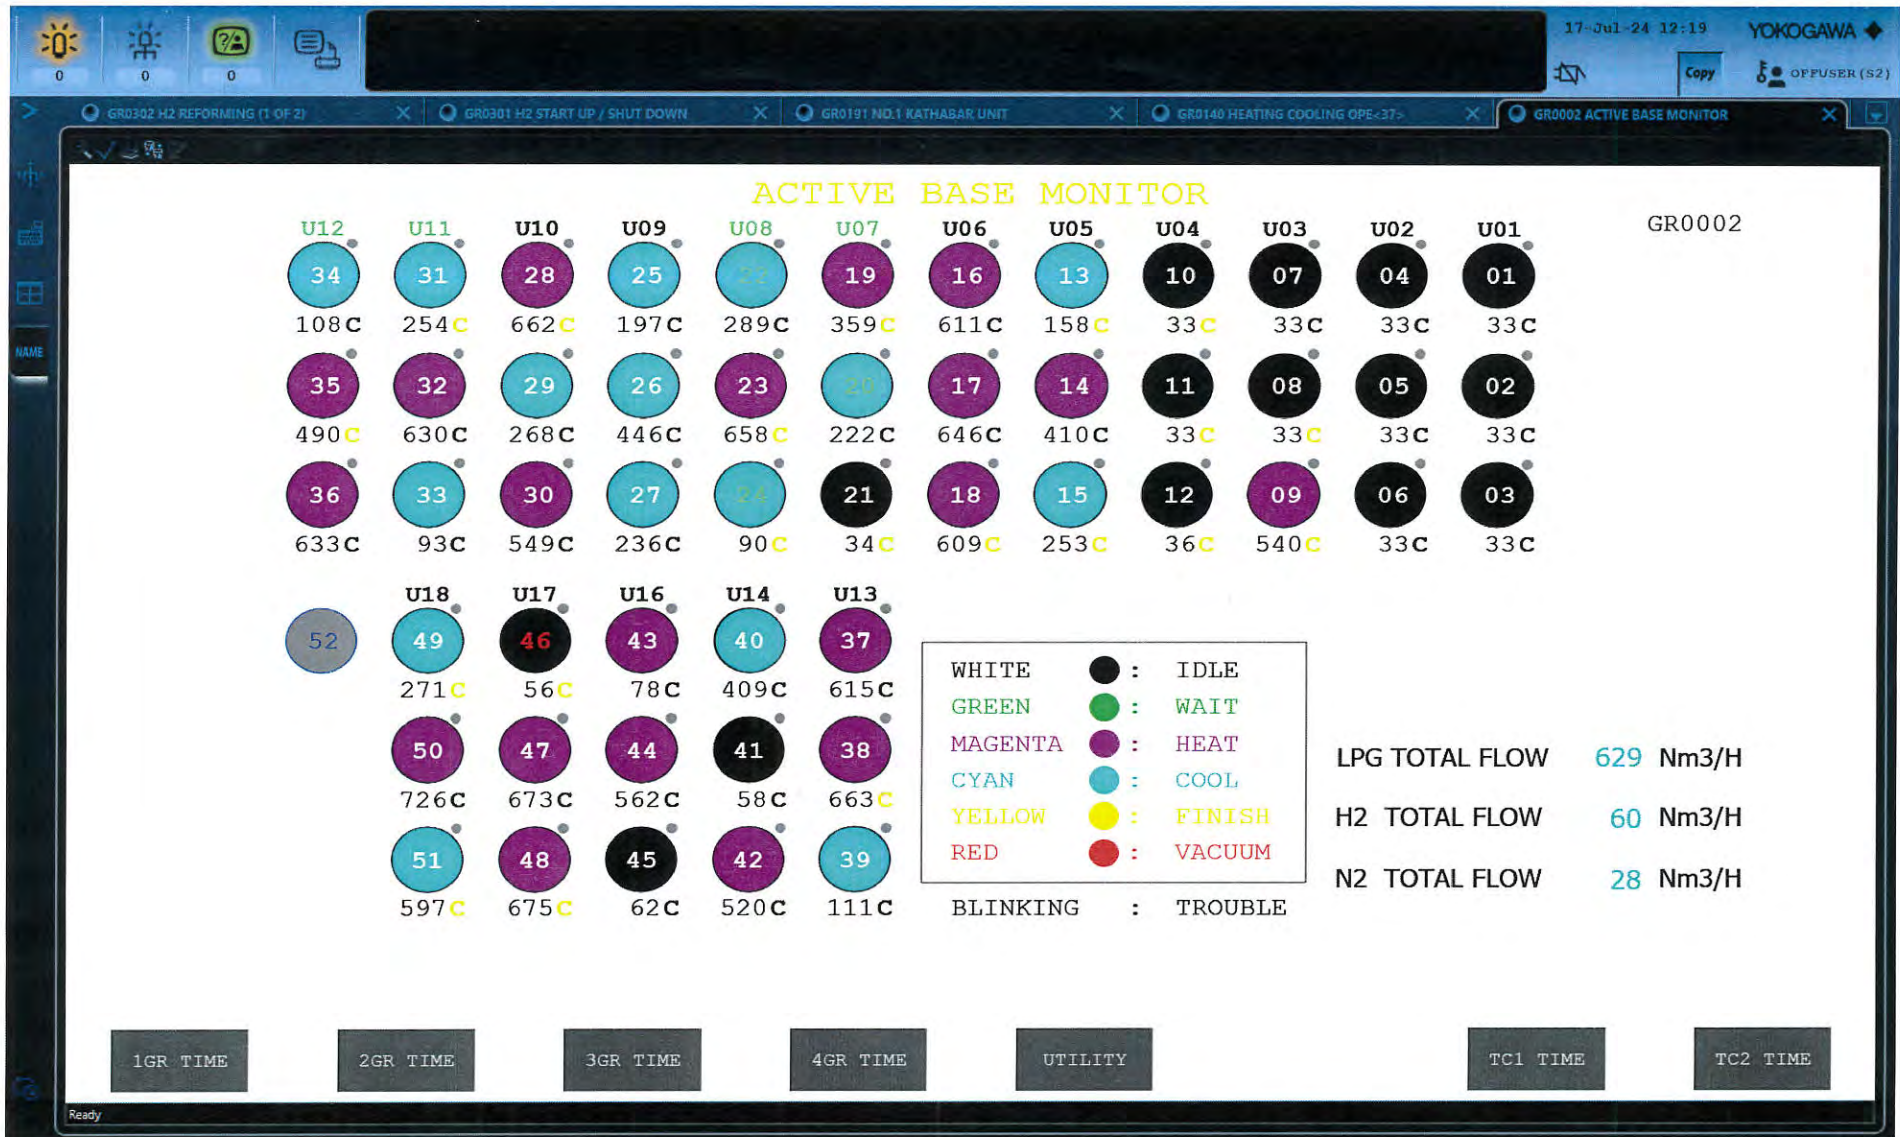 17-Jul-24 12:19
YOKOGAWA
0
0
0
Copy
OFFUSER (S2)
GR0302 H2 REFORMING (1 OF 2)
GR0301 H2 START UP / SHUT DOWN
GR0191 NO.1 KATHABAR UNIT
GR0140 HEATING COOLING OPE<37>
GR0002 ACTIVE BASE MONITOR
NAME
ACTIVE BASE MONITOR
GR0002
U12 U11 U10 U09 U08 U07 U06 U05 U04 U03 U02 U01
34 31 28 25 22 19 16 13 10 07 04 01
108C 254C 662C 197C 289C 359C 611C 158C 33C 33C 33C 33C
35 32 29 26 23 20 17 14 11 08 05 02
490C 630C 268C 446C 658C 222C 646C 410C 33C 33C 33C 33C
36 33 30 27 24 21 18 15 12 09 06 03
633C 93C 549C 236C 90C 34C 609C 253C 36C 540C 33C 33C
U18 U17 U16 U14 U13
52 49 46 43 40 37
271C 56C 78C 409C 615C
50 47 44 41 38
726C 673C 562C 58C 663C
51 48 45 42 39
597C 675C 62C 520C 111C
WHITE : IDLE
GREEN : WAIT
MAGENTA : HEAT
CYAN : COOL
YELLOW : FINISH
RED : VACUUM
BLINKING : TROUBLE
LPG TOTAL FLOW 629 Nm3/H
H2 TOTAL FLOW 60 Nm3/H
N2 TOTAL FLOW 28 Nm3/H
1GR TIME
2GR TIME
3GR TIME
4GR TIME
UTILITY
TC1 TIME
TC2 TIME
Ready